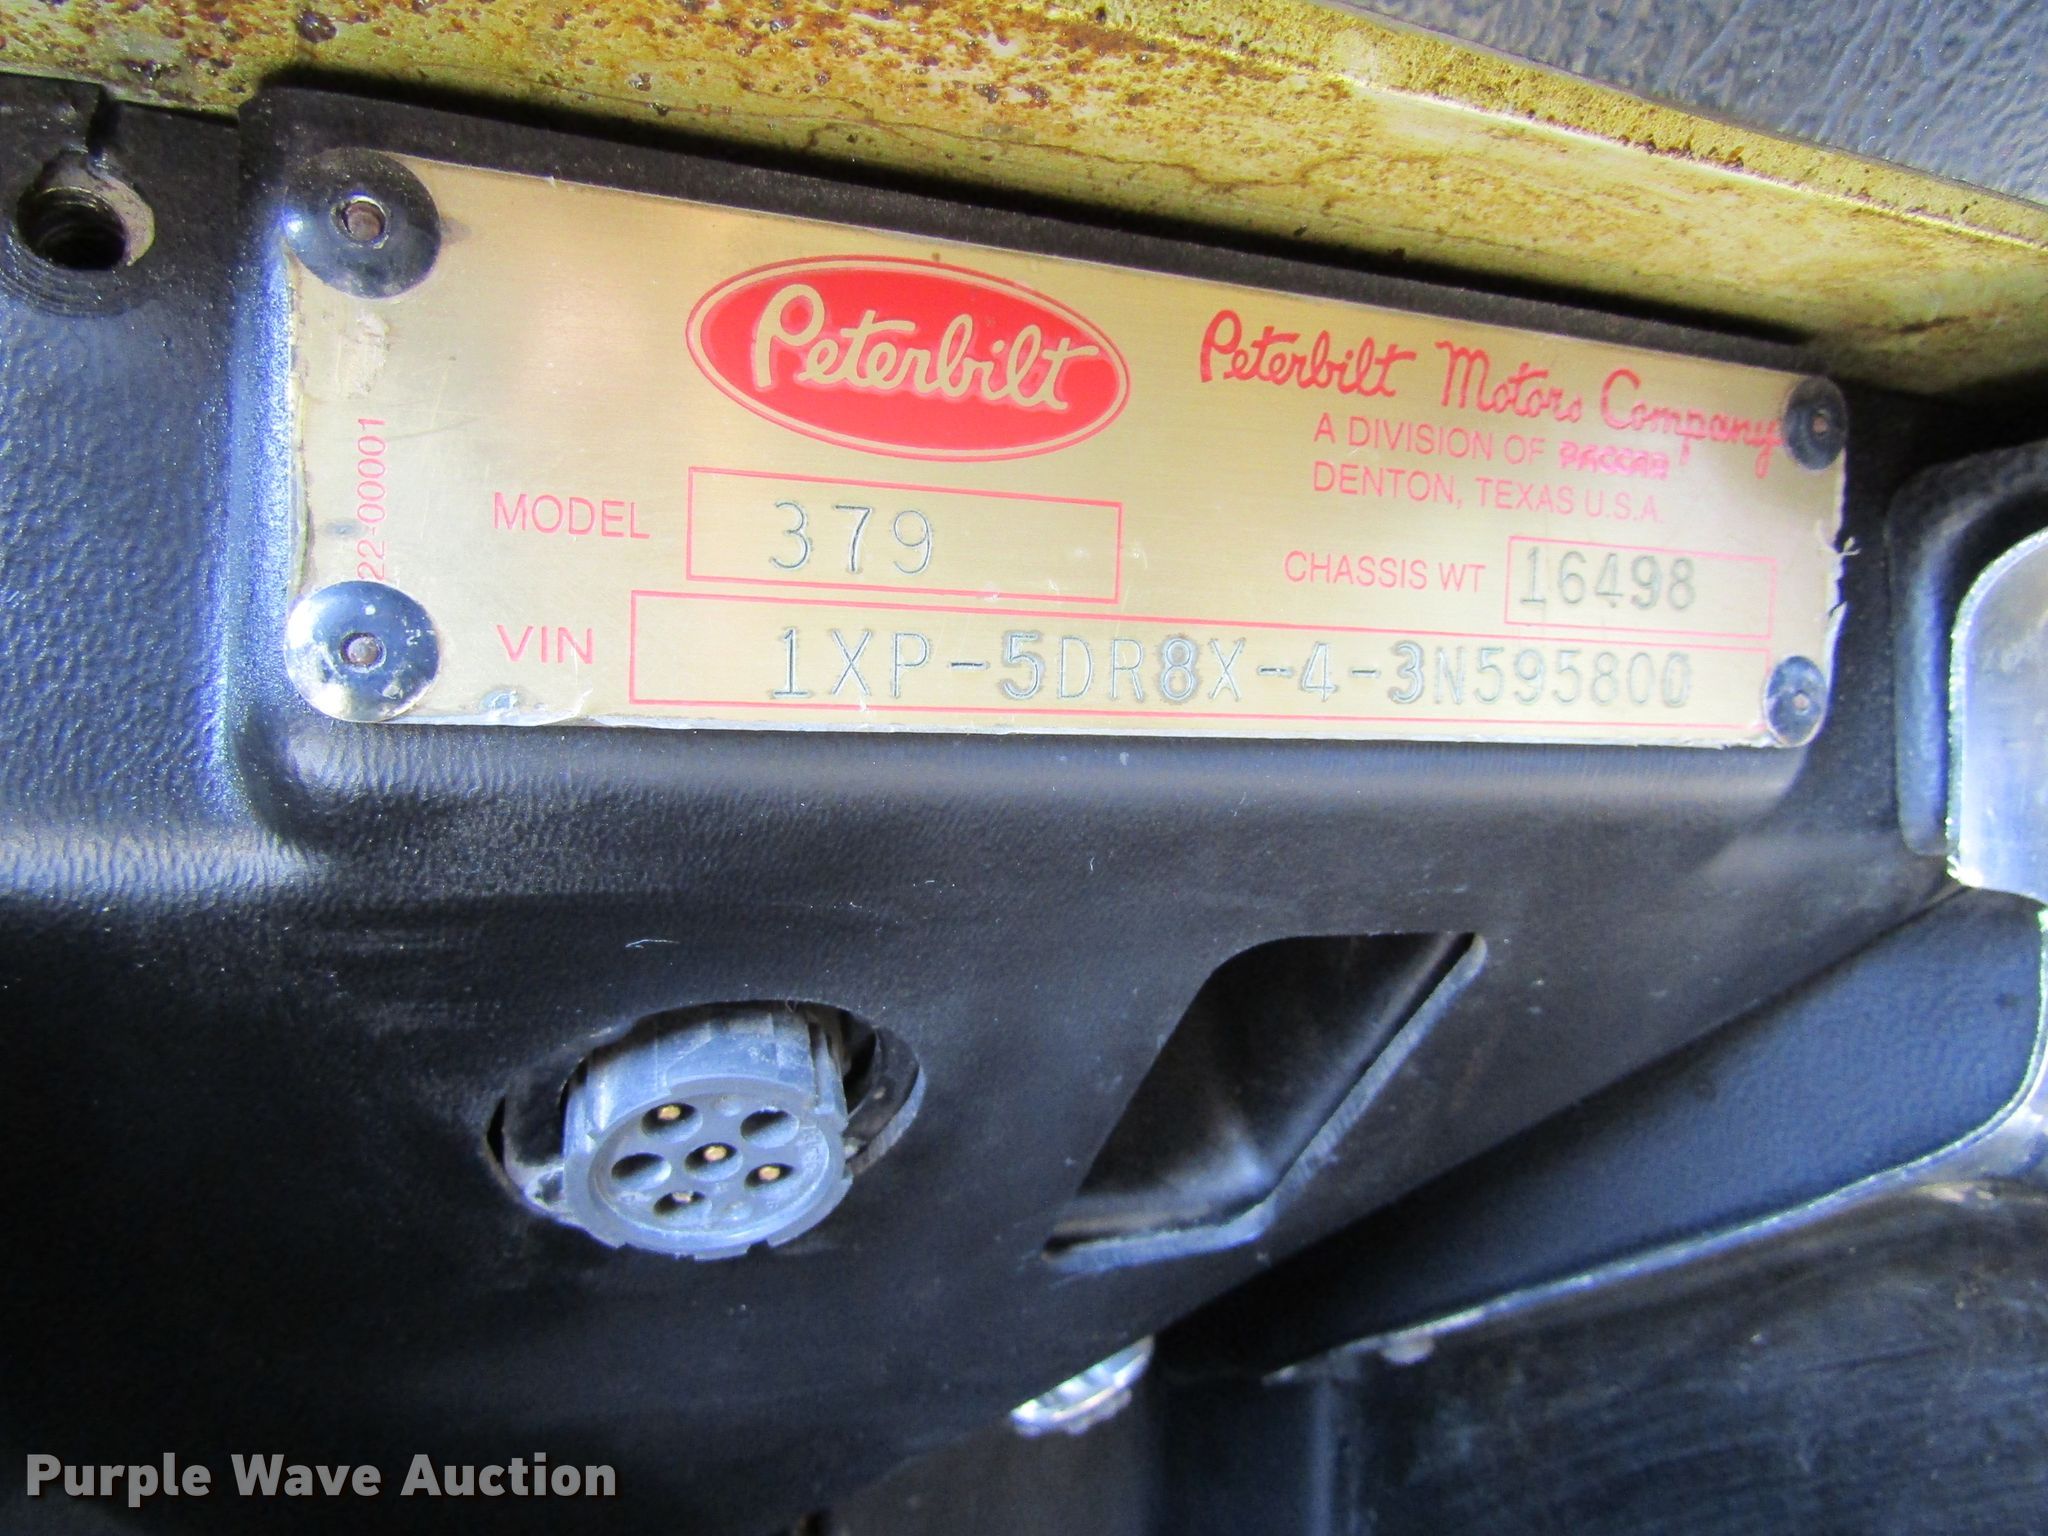 Peterbilt
Peterbilt Motors Company
A DIVISION OF PACCAR
DENTON, TEXAS U.S.A.
22-00001
MODEL 379
CHASSIS WT 16498
VIN 1XP-5DR8X-4-3N595800
Purple Wave Auction